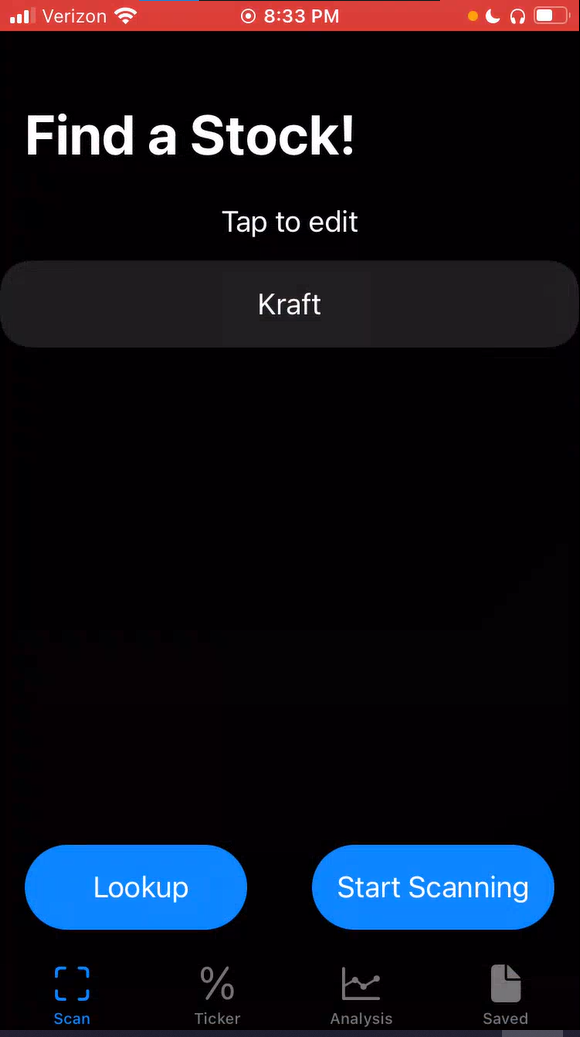 Verizon 8:33 PM
Find a Stock!
Tap to edit
Kraft
Lookup Start Scanning
Scan Ticker Analysis Saved